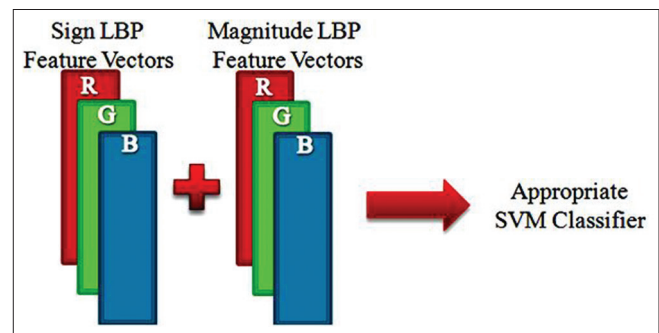 Sign LBP
Feature Vectors
R
G
B
Magnitude LBP
Feature Vectors
R
G
B
Appropriate
SVM Classifier